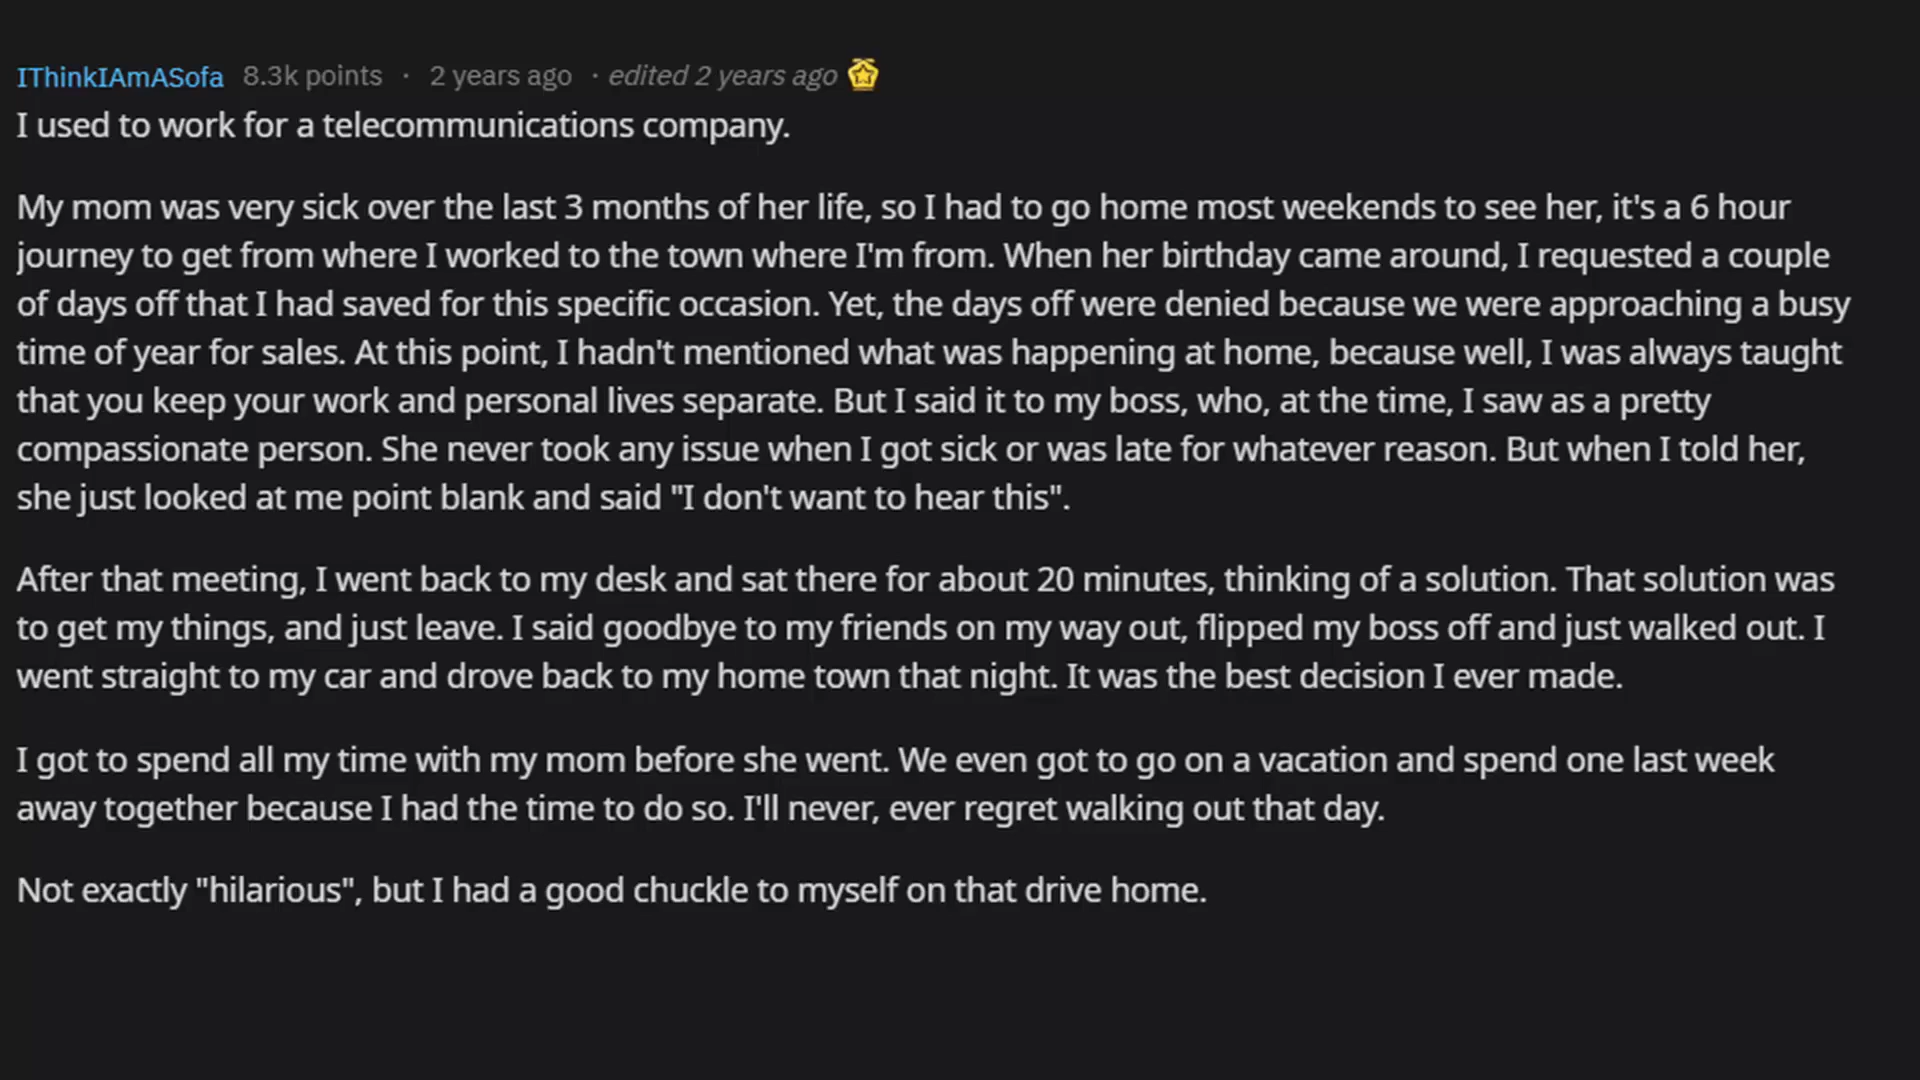 IThinkIAmASofa 8.3k points · 2 years ago · edited 2 years ago
I used to work for a telecommunications company.
My mom was very sick over the last 3 months of her life, so I had to go home most weekends to see her, it's a 6 hour
journey to get from where I worked to the town where I'm from. When her birthday came around, I requested a couple
of days off that I had saved for this specific occasion. Yet, the days off were denied because we were approaching a busy
time of year for sales. At this point, I hadn't mentioned what was happening at home, because well, I was always taught
that you keep your work and personal lives separate. But I said it to my boss, who, at the time, I saw as a pretty
compassionate person. She never took any issue when I got sick or was late for whatever reason. But when I told her,
she just looked at me point blank and said "I don't want to hear this".
After that meeting, I went back to my desk and sat there for about 20 minutes, thinking of a solution. That solution was
to get my things, and just leave. I said goodbye to my friends on my way out, flipped my boss off and just walked out. I
went straight to my car and drove back to my home town that night. It was the best decision I ever made.
I got to spend all my time with my mom before she went. We even got to go on a vacation and spend one last week
away together because I had the time to do so. I'll never, ever regret walking out that day.
Not exactly "hilarious", but I had a good chuckle to myself on that drive home.